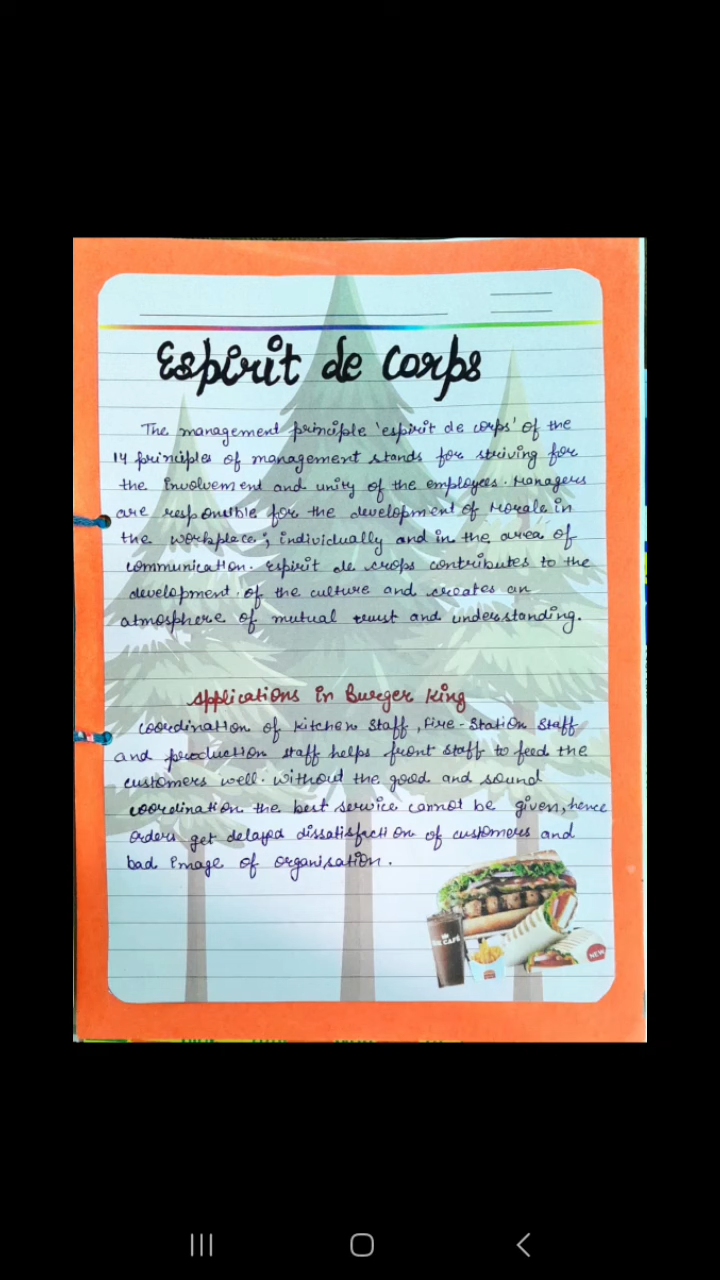 Espirit de Corps
The management principle 'espirit de corps' of the
14 principles of management stands for striving for
the Involvement and unity of the employees. Managers
are responsible for the development of Morale in
the workplace; individually and in the area of
communication. Espirit de crops contributes to the
development of the culture and creates an
atmosphere of mutual trust and understanding.
Applications in Burger King
Coordination of kitchen staff, Fire-Station staff
and production staff helps front staff to feed the
customers well. Without the good and sound
coordination the best service cannot be given, hence
orders get delayed dissatisfaction of customers and
bad image of organisation.
CAFÉ
NEW